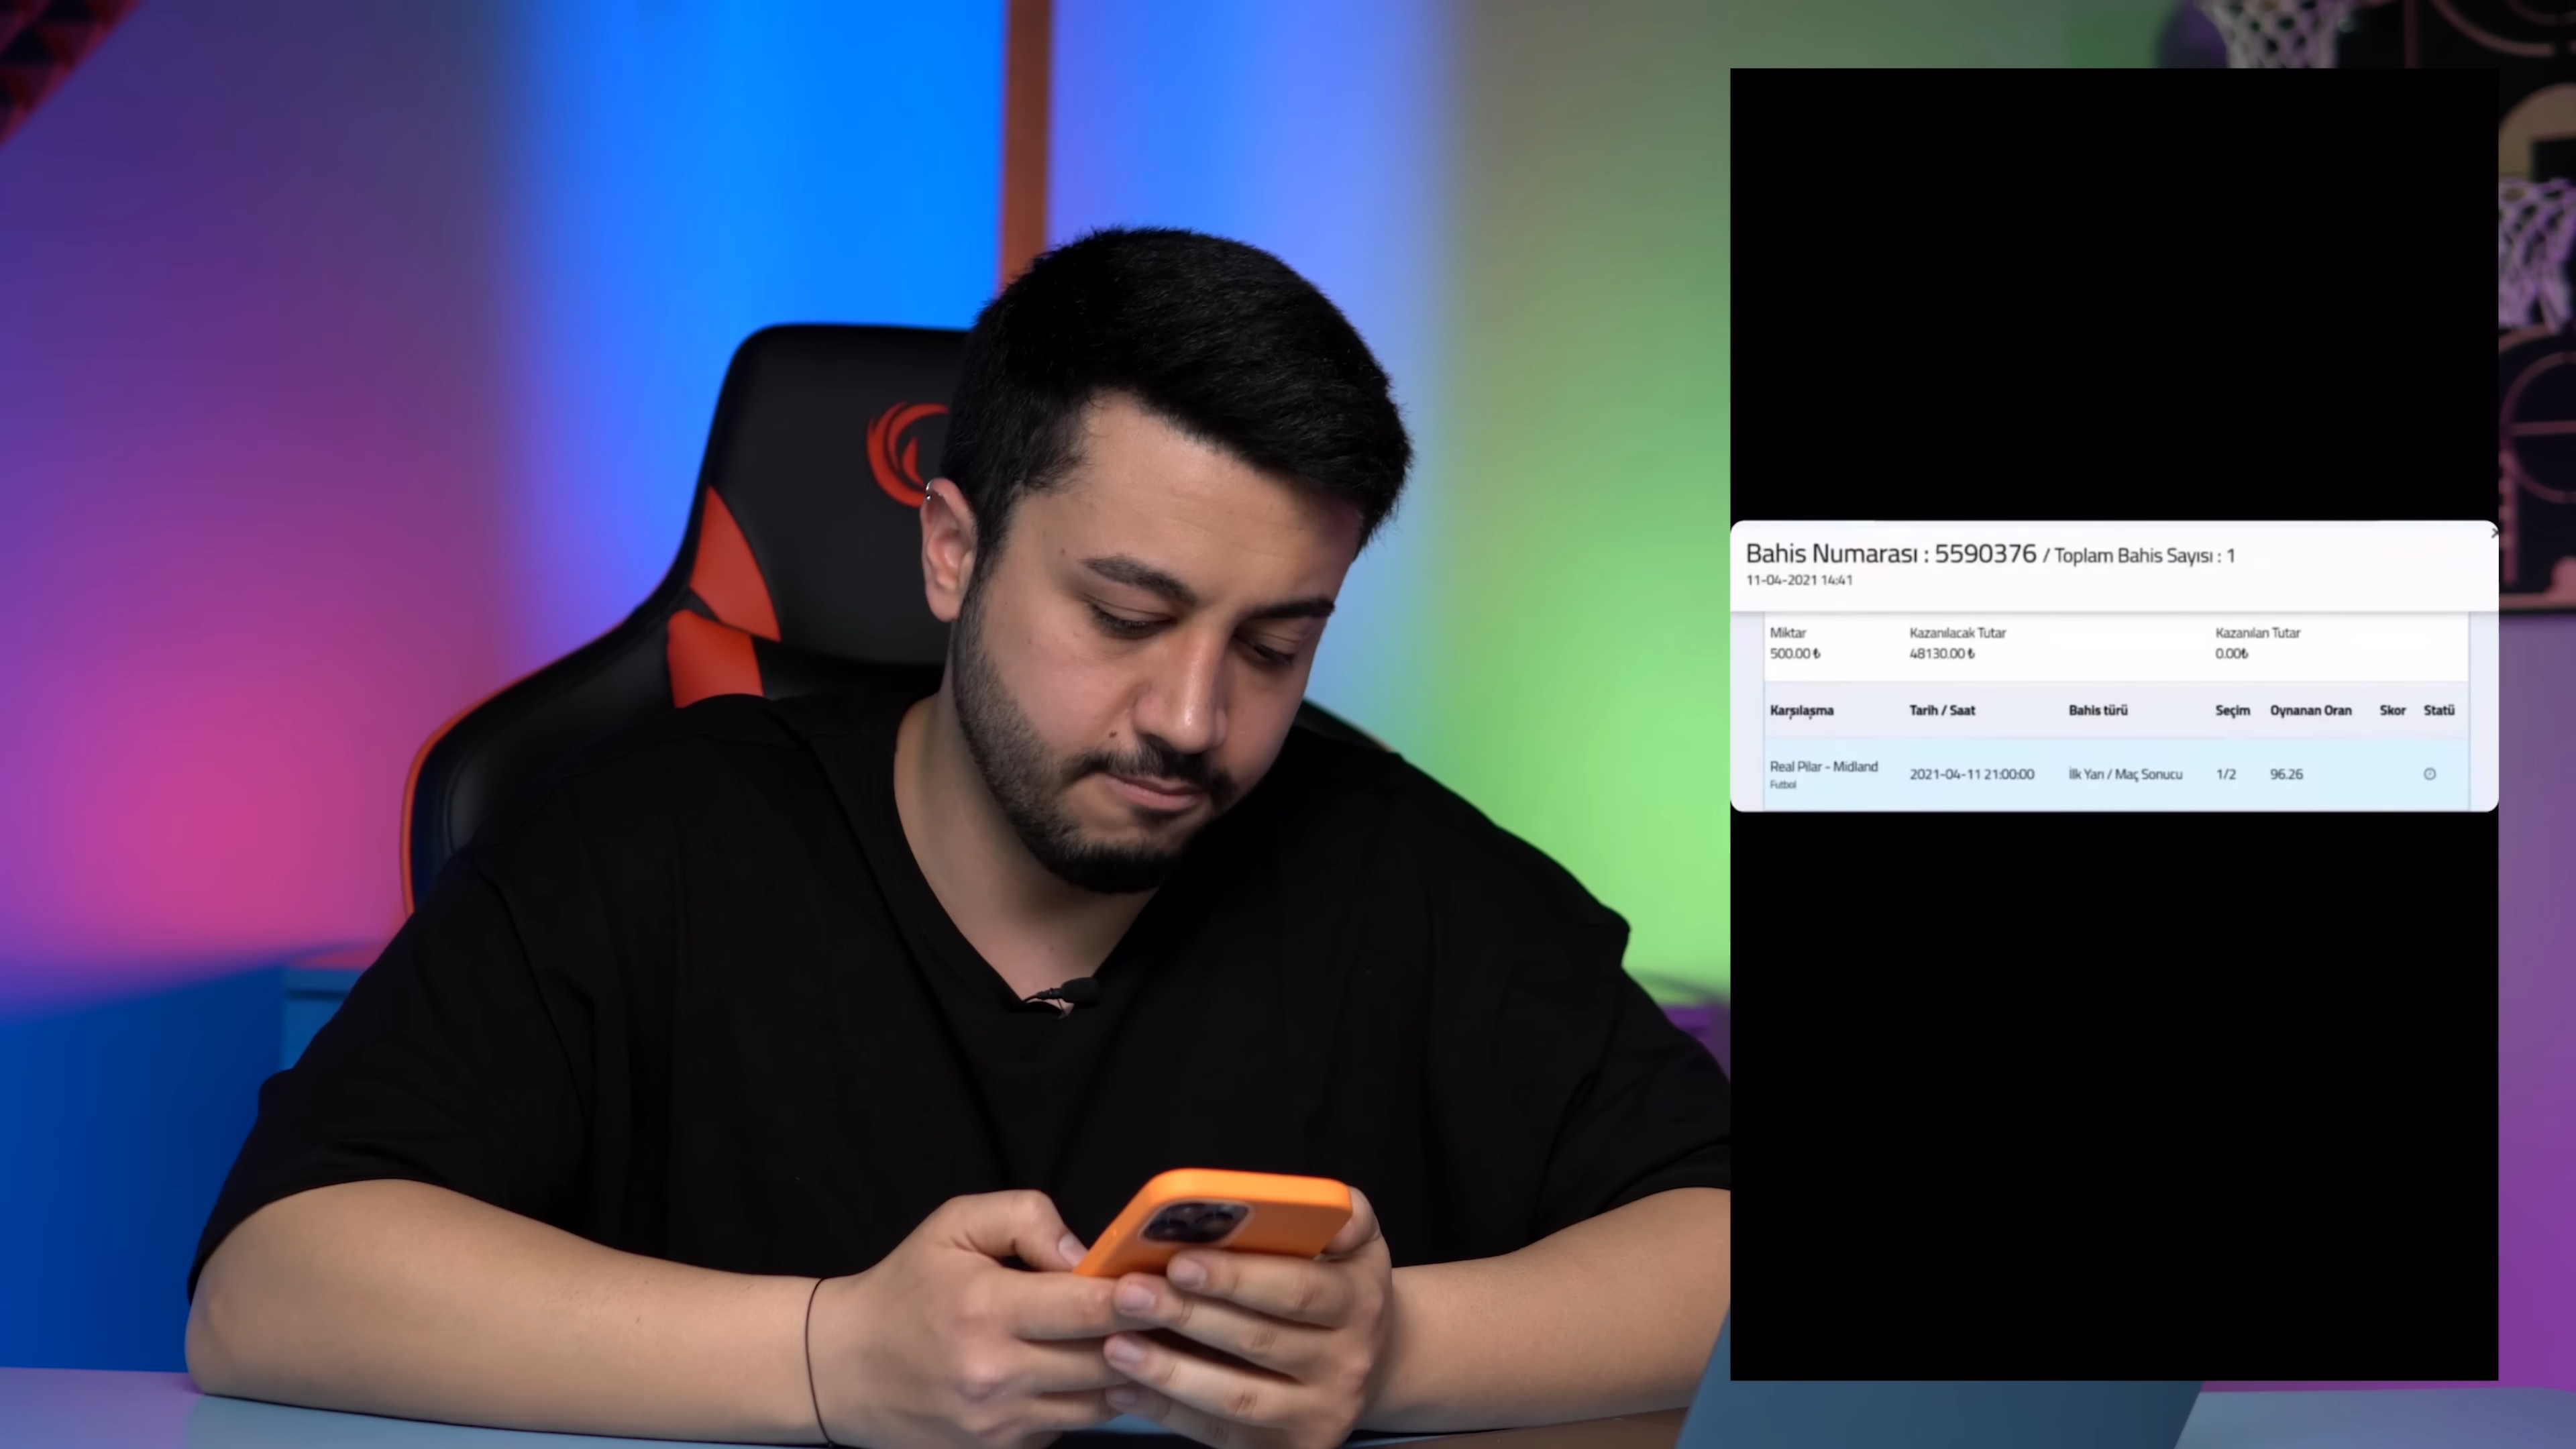 Bahis Numarası : 5590376 / Toplam Bahis Sayısı : 1
11-04-2021 14:41
Miktar Kazanılacak Tutar Kazanılan Tutar
500.00 ₺ 48130.00 ₺ 0.00₺
Karşılaşma Tarih / Saat Bahis türü Seçim Oynanan Oran Skor Statü
Real Pilar - Midland 2021-04-11 21:00:00 İlk Yarı / Maç Sonucu 1/2 96.26
Futbol